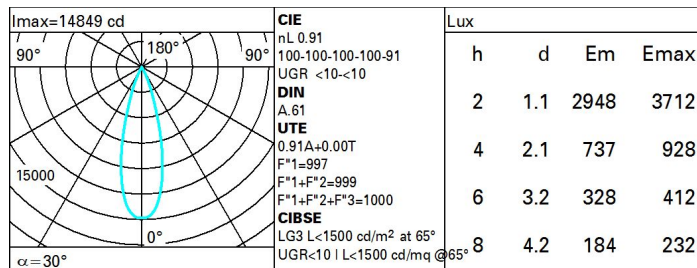 Imax=14849 cd
90°
180°
90°
15000
0°
α=30°
CIE
nL 0.91
100-100-100-100-91
UGR <10-<10
DIN
A.61
UTE
0.91A+0.00T
F"1=997
F"1+F"2=999
F"1+F"2+F"3=1000
CIBSE
LG3 L<1500 cd/m² at 65°
UGR<10 | L<1500 cd/mq @65°
Lux
h d Em Emax
2 1.1 2948 3712
4 2.1 737 928
6 3.2 328 412
8 4.2 184 232